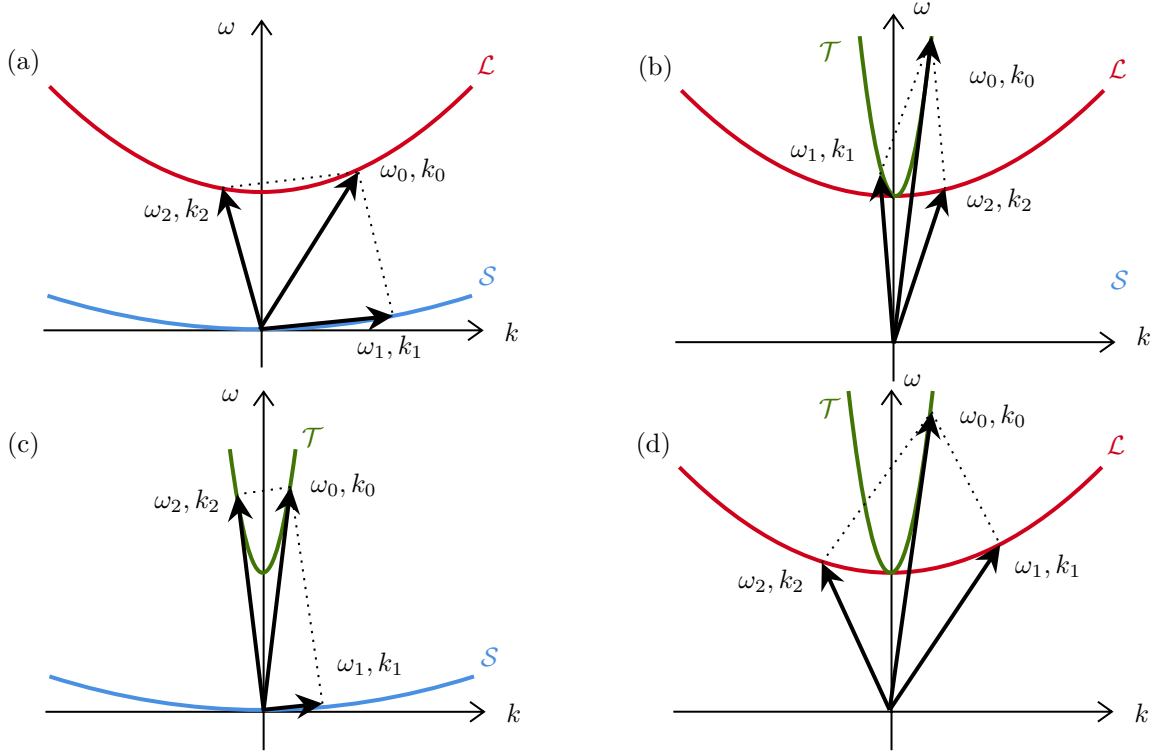 (a)
ω
𝓛
ω₀, k₀
ω₂, k₂
𝓢
ω₁, k₁
k
(b)
ω
𝓣
ω₀, k₀
𝓛
ω₁, k₁
ω₂, k₂
𝓢
k
(c)
ω
𝓣
ω₂, k₂
ω₀, k₀
ω₁, k₁
𝓢
k
(d)
ω
𝓣
ω₀, k₀
𝓛
ω₂, k₂
ω₁, k₁
k